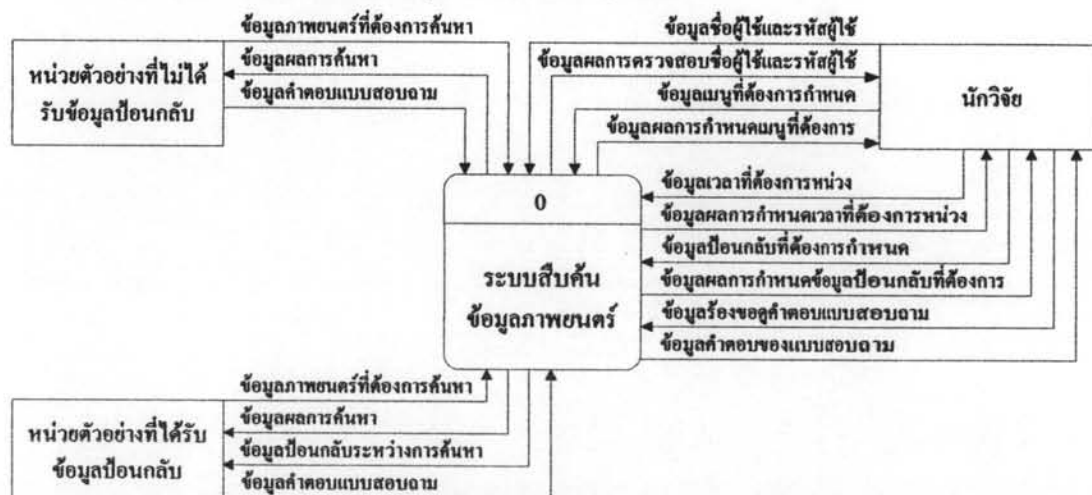 ข้อมูลภาพยนตร์ที่ต้องการค้นหา
ข้อมูลผลการค้นหา
ข้อมูลคำตอบแบบสอบถาม
หน่วยตัวอย่างที่ไม่ได้
รับข้อมูลป้อนกลับ
ข้อมูลชื่อผู้ใช้และรหัสผู้ใช้
ข้อมูลผลการตรวจสอบชื่อผู้ใช้และรหัสผู้ใช้
ข้อมูลเมนูที่ต้องการกำหนด
ข้อมูลผลการกำหนดเมนูที่ต้องการ
นักวิจัย
0
ระบบสืบค้น
ข้อมูลภาพยนตร์
ข้อมูลเวลาที่ต้องการหน่วง
ข้อมูลผลการกำหนดเวลาที่ต้องการหน่วง
ข้อมูลป้อนกลับที่ต้องการกำหนด
ข้อมูลผลการกำหนดข้อมูลป้อนกลับที่ต้องการ
ข้อมูลร้องขอดูคำตอบแบบสอบถาม
ข้อมูลคำตอบของแบบสอบถาม
ข้อมูลภาพยนตร์ที่ต้องการค้นหา
ข้อมูลผลการค้นหา
ข้อมูลป้อนกลับระหว่างการค้นหา
ข้อมูลคำตอบแบบสอบถาม
หน่วยตัวอย่างที่ได้รับ
ข้อมูลป้อนกลับ